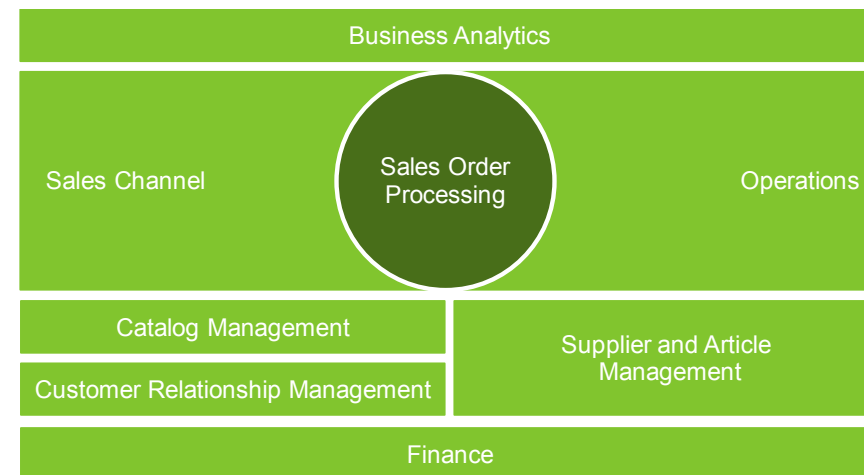 Business Analytics
Sales Channel
Sales Order
Processing
Operations
Catalog Management
Customer Relationship Management
Supplier and Article
Management
Finance